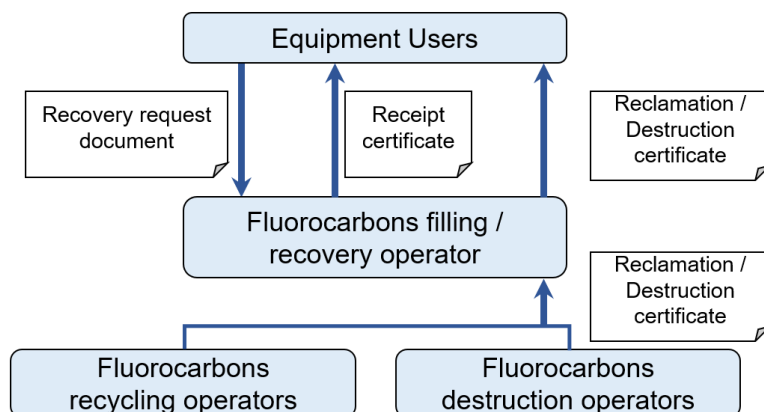 Equipment Users
Recovery request
document
Receipt
certificate
Reclamation /
Destruction
certificate
Fluorocarbons filling /
recovery operator
Reclamation /
Destruction
certificate
Fluorocarbons
recycling operators
Fluorocarbons
destruction operators